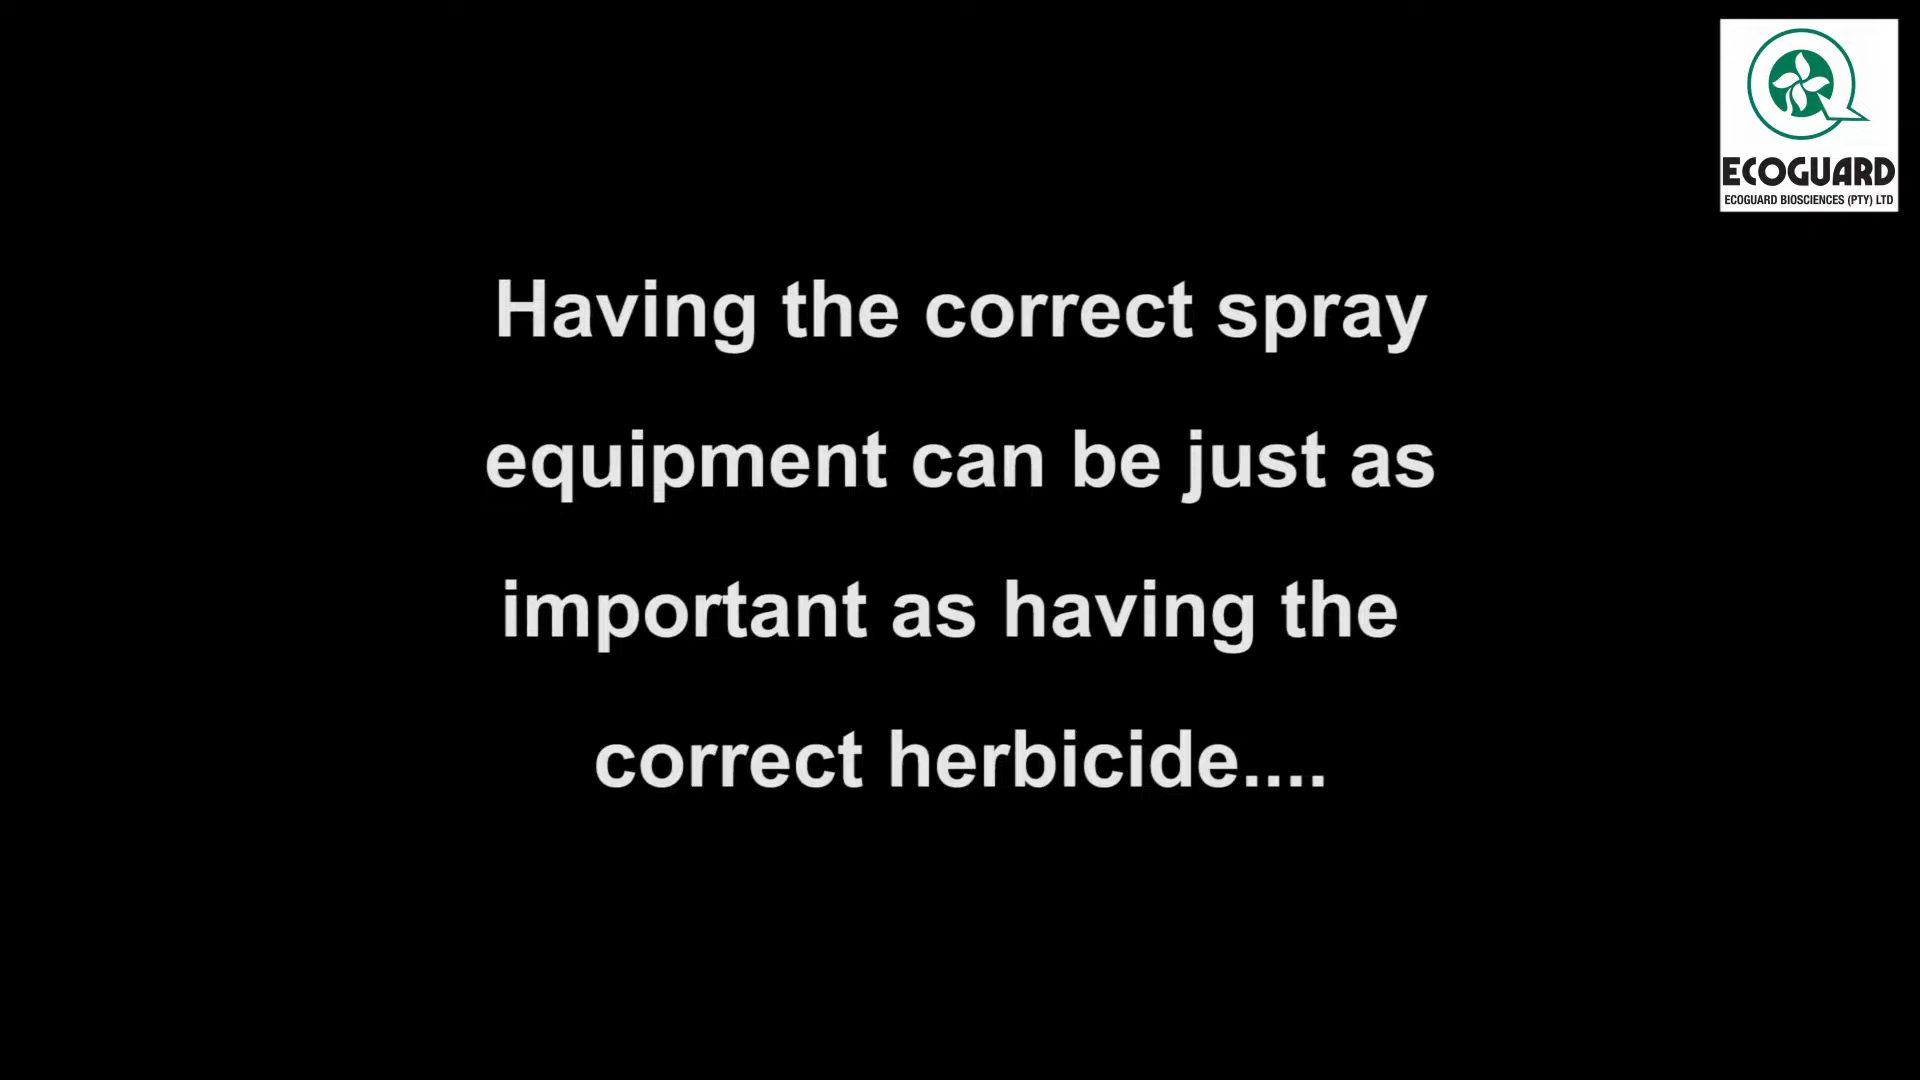 ECOGUARD
ECOGUARD BIOSCIENCES (PTY) LTD
Having the correct spray
equipment can be just as
important as having the
correct herbicide....